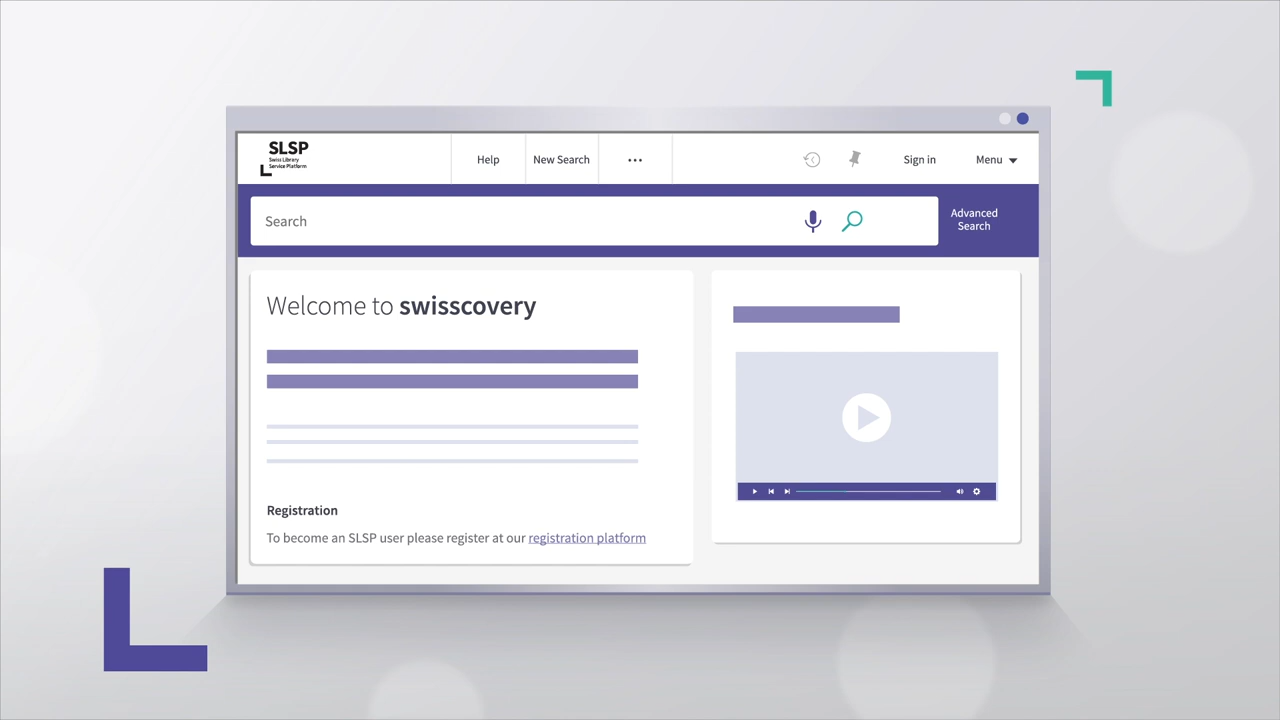 SLSP
Swiss Library
Service Platform
Help
New Search
Sign in
Menu
Search
Advanced
Search
Welcome to swisscovery
Registration
To become an SLSP user please register at our registration platform